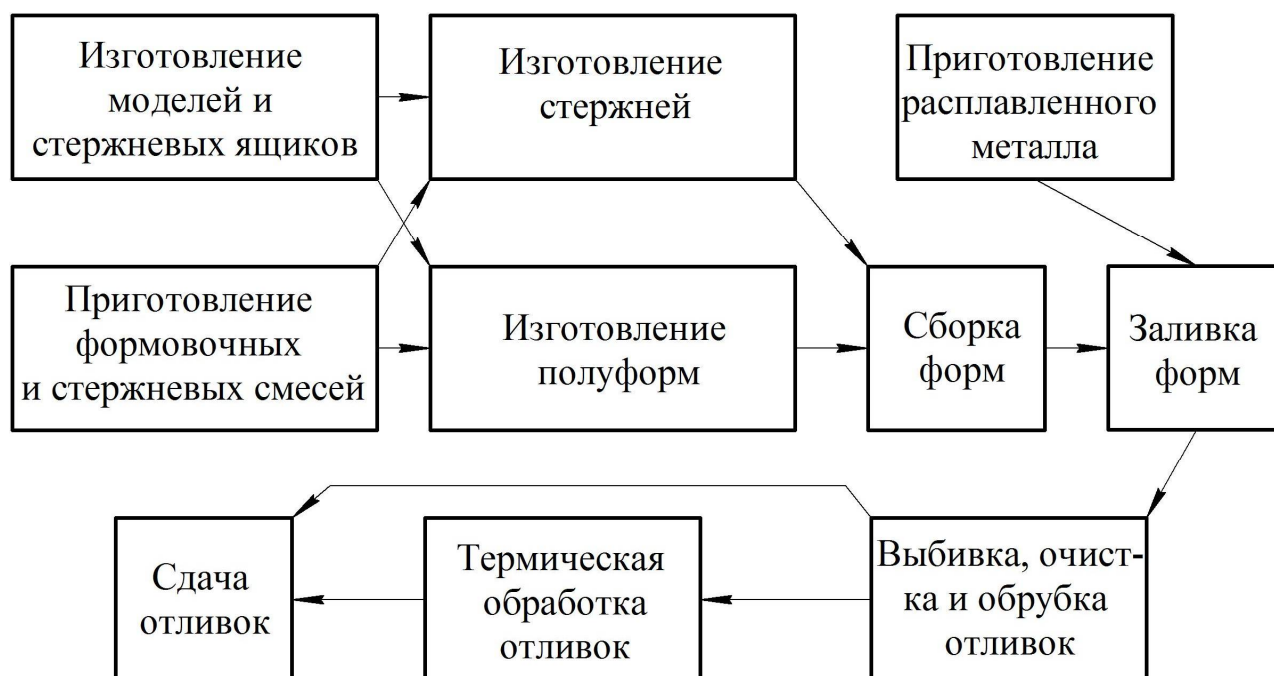 Изготовление
моделей и
стержневых ящиков
Изготовление
стержней
Приготовление
расплавленного
металла
Приготовление
формовочных
и стержневых смесей
Изготовление
полуформ
Сборка
форм
Заливка
форм
Сдача
отливок
Термическая
обработка
отливок
Выбивка, очист-
ка и обрубка
отливок